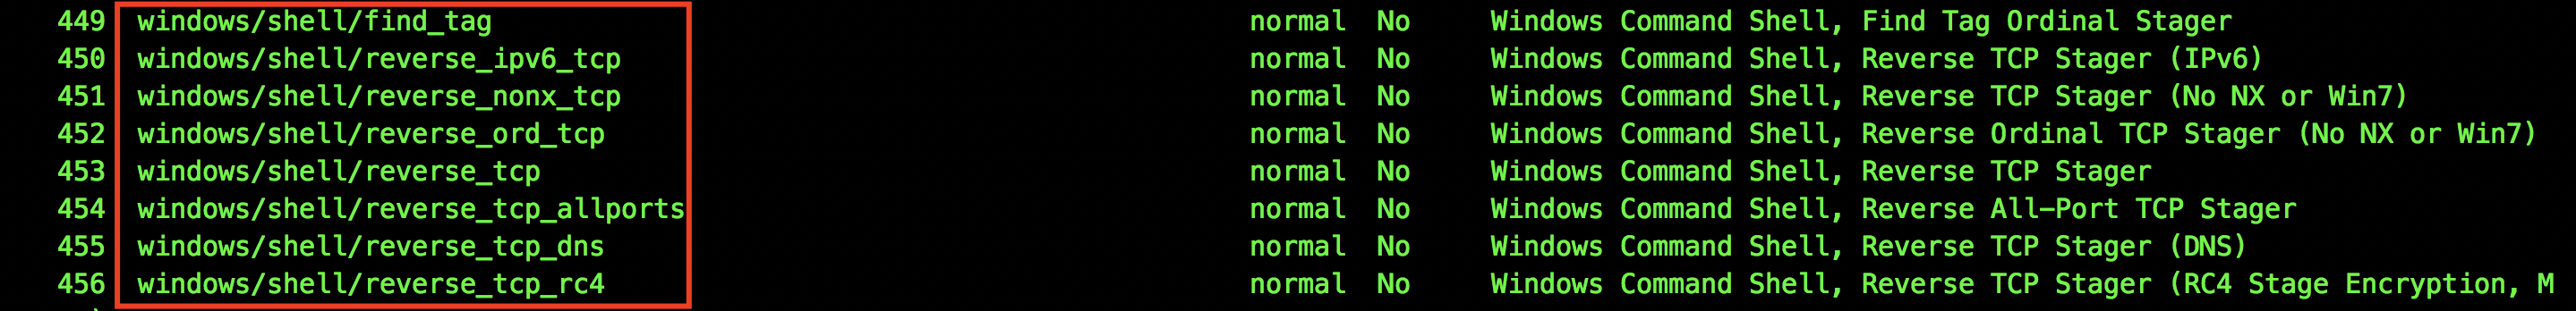 449 windows/shell/find_tag normal No Windows Command Shell, Find Tag Ordinal Stager
450 windows/shell/reverse_ipv6_tcp normal No Windows Command Shell, Reverse TCP Stager (IPv6)
451 windows/shell/reverse_nonx_tcp normal No Windows Command Shell, Reverse TCP Stager (No NX or Win7)
452 windows/shell/reverse_ord_tcp normal No Windows Command Shell, Reverse Ordinal TCP Stager (No NX or Win7)
453 windows/shell/reverse_tcp normal No Windows Command Shell, Reverse TCP Stager
454 windows/shell/reverse_tcp_allports normal No Windows Command Shell, Reverse All-Port TCP Stager
455 windows/shell/reverse_tcp_dns normal No Windows Command Shell, Reverse TCP Stager (DNS)
456 windows/shell/reverse_tcp_rc4 normal No Windows Command Shell, Reverse TCP Stager (RC4 Stage Encryption, M